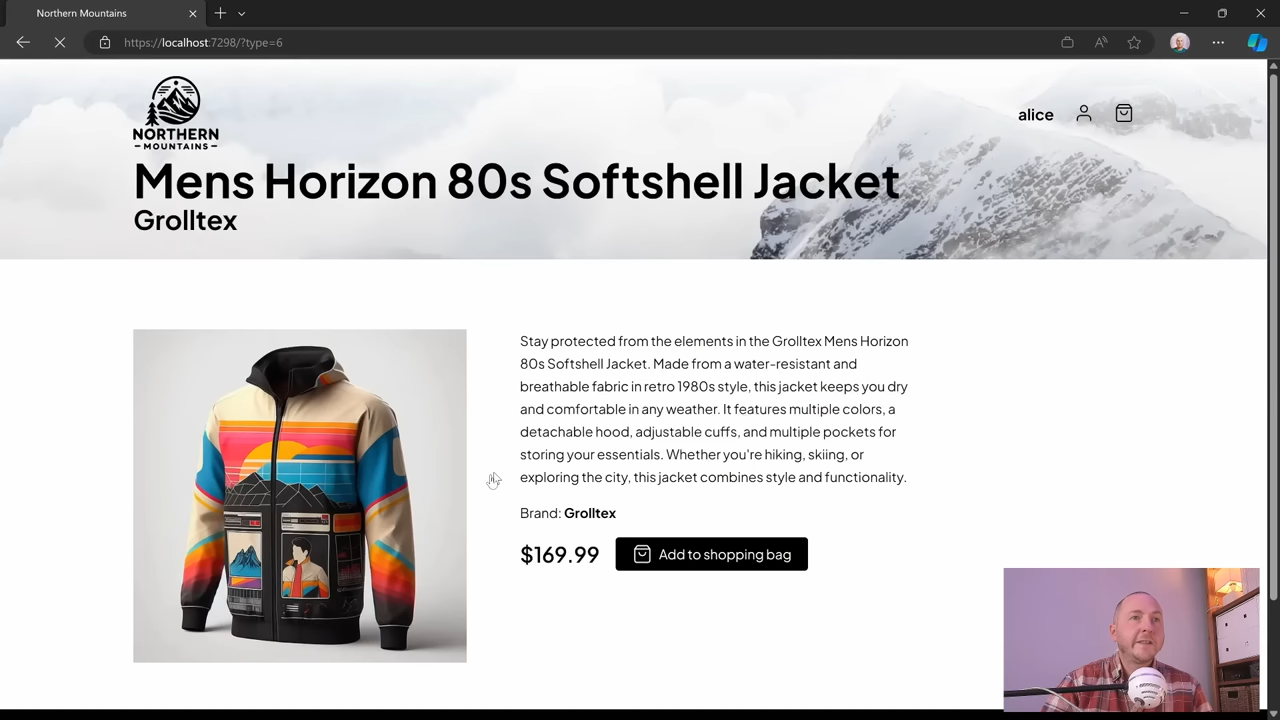 Northern Mountains
https://localhost:7298/?type=6
NORTHERN
MOUNTAINS
alice
Mens Horizon 80s Softshell Jacket
Grolltex
Stay protected from the elements in the Grolltex Mens Horizon
80s Softshell Jacket. Made from a water-resistant and
breathable fabric in retro 1980s style, this jacket keeps you dry
and comfortable in any weather. It features multiple colors, a
detachable hood, adjustable cuffs, and multiple pockets for
storing your essentials. Whether you're hiking, skiing, or
exploring the city, this jacket combines style and functionality.
Brand: Grolltex
$169.99
Add to shopping bag